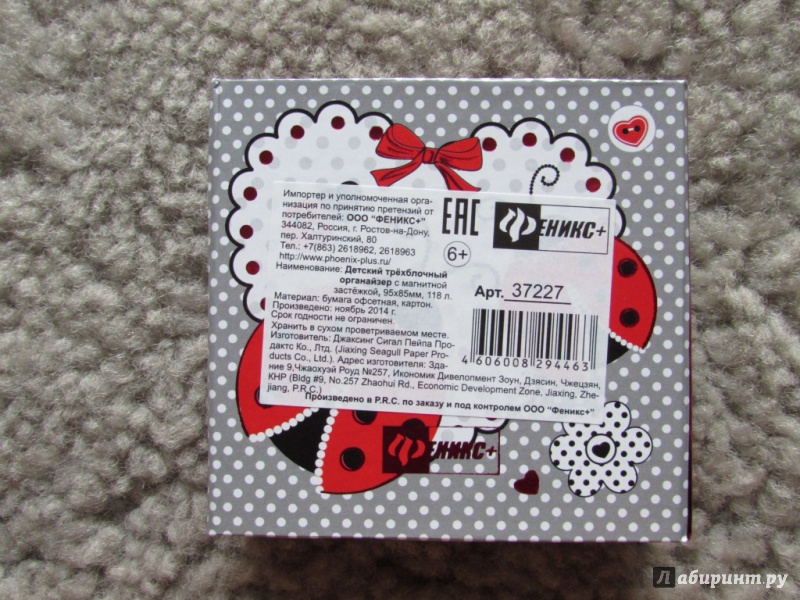 Импортер и уполномоченная орга-
низация по принятию претензий от
потребителей: ООО "ФЕНИКС+"
344082, Россия, г. Ростов-на-Дону,
пер. Халтуринский, 80
Тел.: +7(863) 2618962, 2618963
http://www.phoenix-plus.ru/
Наименование: Детский трёхблочный
органайзер с магнитной
застёжкой, 95х85мм, 118 л.
Материал: бумага офсетная, картон.
Произведено: ноябрь 2014 г.
Срок годности не ограничен.
Хранить в сухом проветриваемом месте.
Изготовитель: Джаксинг Сигал Пейпа Про-
дактс Ко., Лтд. (Jiaxing Seagull Paper Pro-
ducts Co., Ltd.). Адрес изготовителя: Зда-
ние 9,Чжаохуэй Роуд №257, Икономик Дивелопмент Зоун, Дзясин, Чжецзян,
КНР (Bldg #9, No.257 Zhaohui Rd., Economic Development Zone, Jiaxing, Zhe-
jiang, P.R.C.)
Произведено в P.R.C. по заказу и под контролем ООО "Феникс+"
EAC
6+
ФЕНИКС+
Арт. 37227
4 606008 294463
ФЕНИКС+
Лабиринт.ру